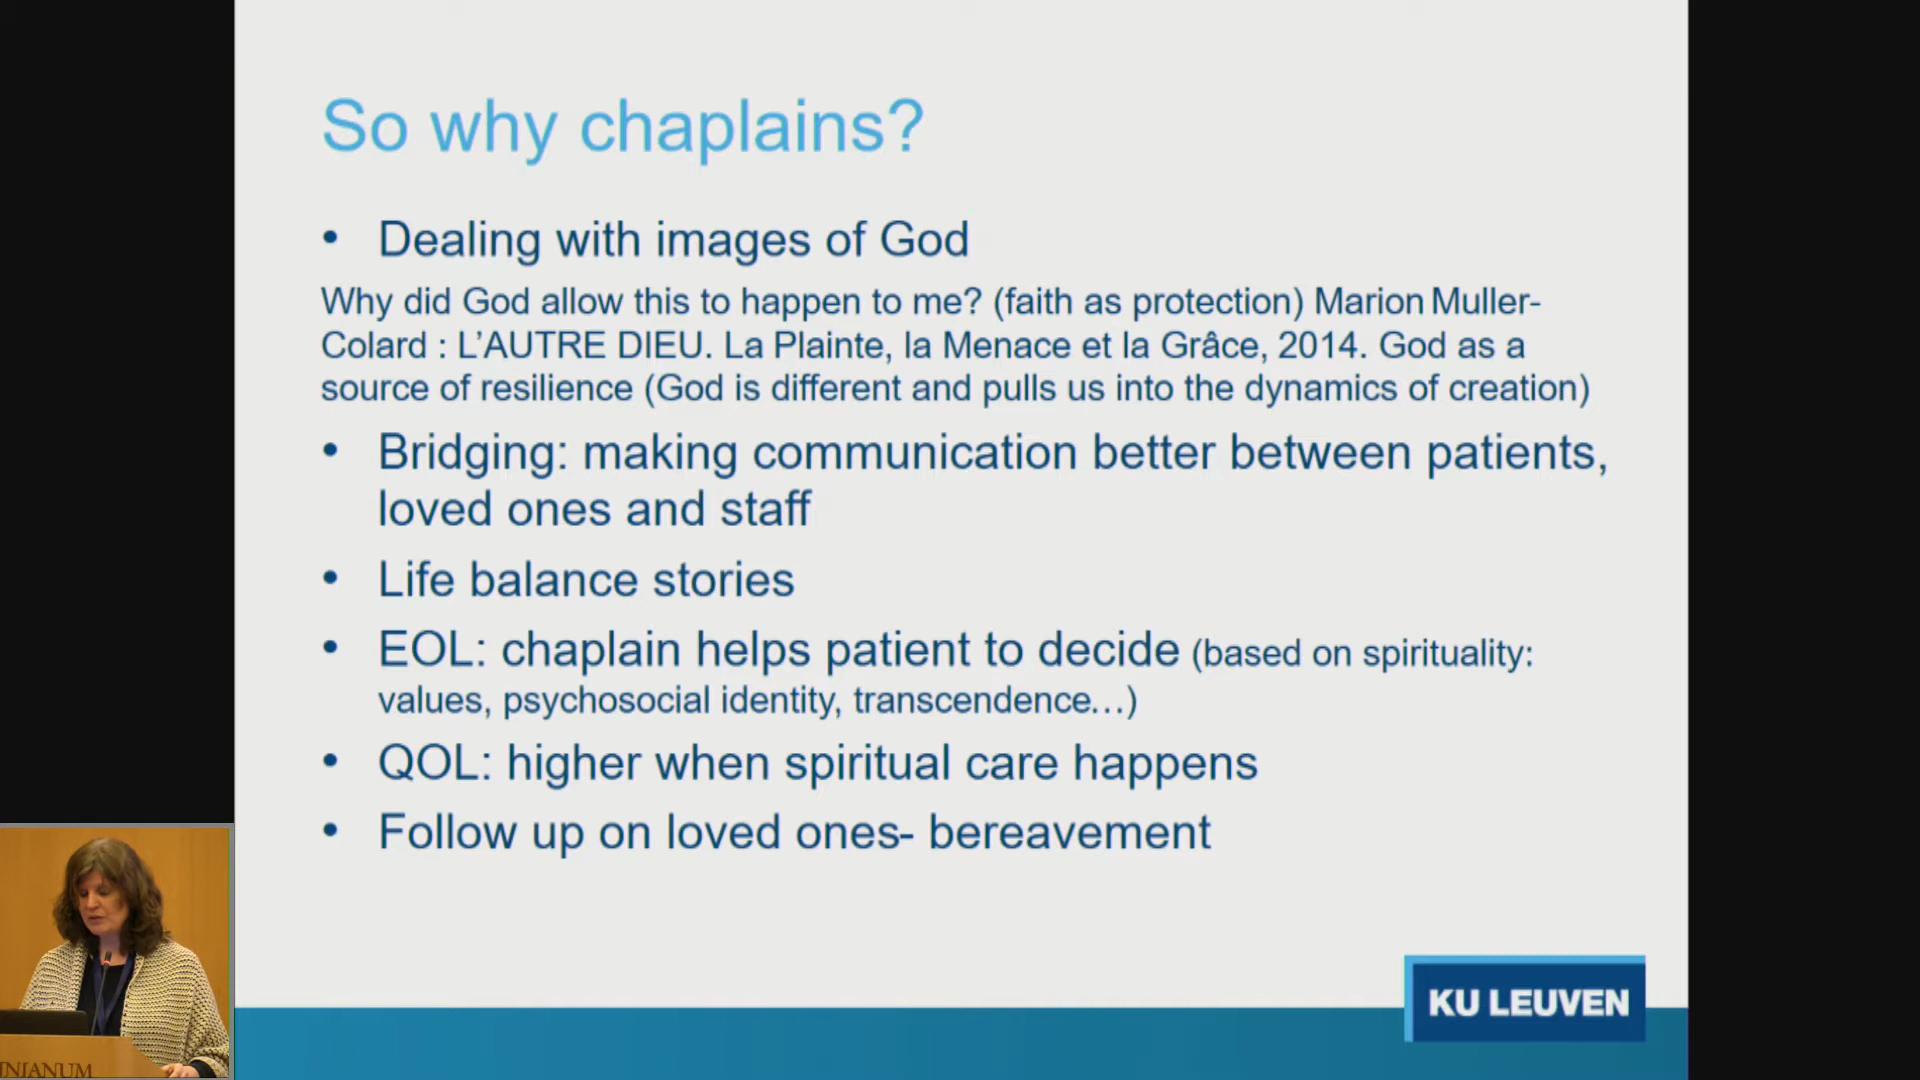 So why chaplains?
• Dealing with images of God
Why did God allow this to happen to me? (faith as protection) Marion Muller-
Colard : L’AUTRE DIEU. La Plainte, la Menace et la Grâce, 2014. God as a
source of resilience (God is different and pulls us into the dynamics of creation)
• Bridging: making communication better between patients,
loved ones and staff
• Life balance stories
• EOL: chaplain helps patient to decide (based on spirituality:
values, psychosocial identity, transcendence…)
• QOL: higher when spiritual care happens
• Follow up on loved ones- bereavement
KU LEUVEN
NIANUM